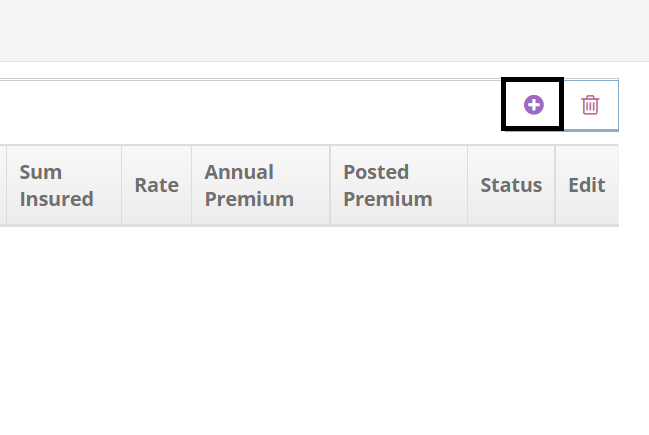 Sum
Insured
Rate
Annual
Premium
Posted
Premium
Status
Edit